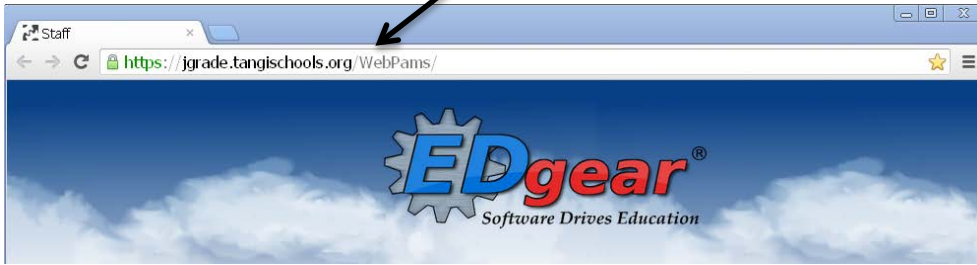 Staff
https://jgrade.tangischools.org/WebPams/
EDgear®
Software Drives Education